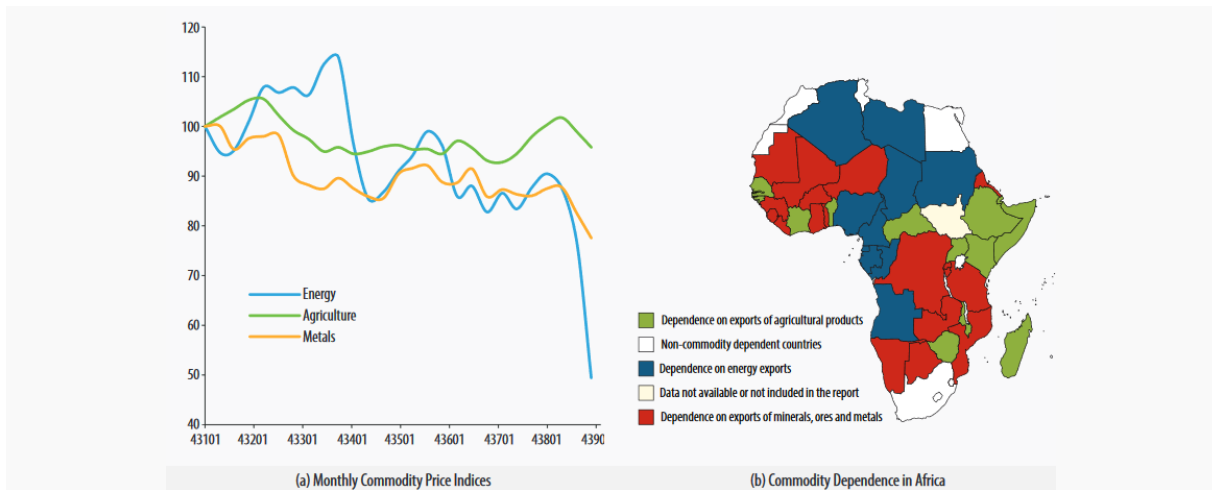 120
110
100
90
80
70
60
50
40
43101
43201
43301
43401
43501
43601
43701
43801
4390
Energy
Agriculture
Metals
(a) Monthly Commodity Price Indices
Dependence on exports of agricultural products
Non-commodity dependent countries
Dependence on energy exports
Data not available or not included in the report
Dependence on exports of minerals, ores and metals
(b) Commodity Dependence in Africa